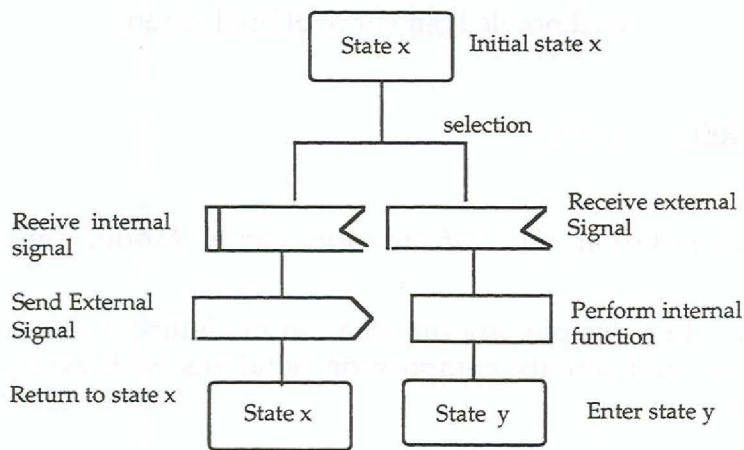 State x
Initial state x
selection
Reeive internal
signal
Receive external
Signal
Send External
Signal
Perform internal
function
Return to state x
State x
State y
Enter state y